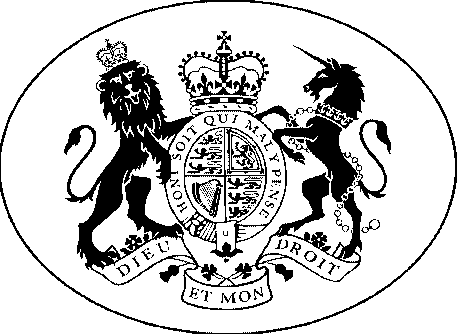 HONI SOIT QUI MAL Y PENSE
DIEU ET MON DROIT